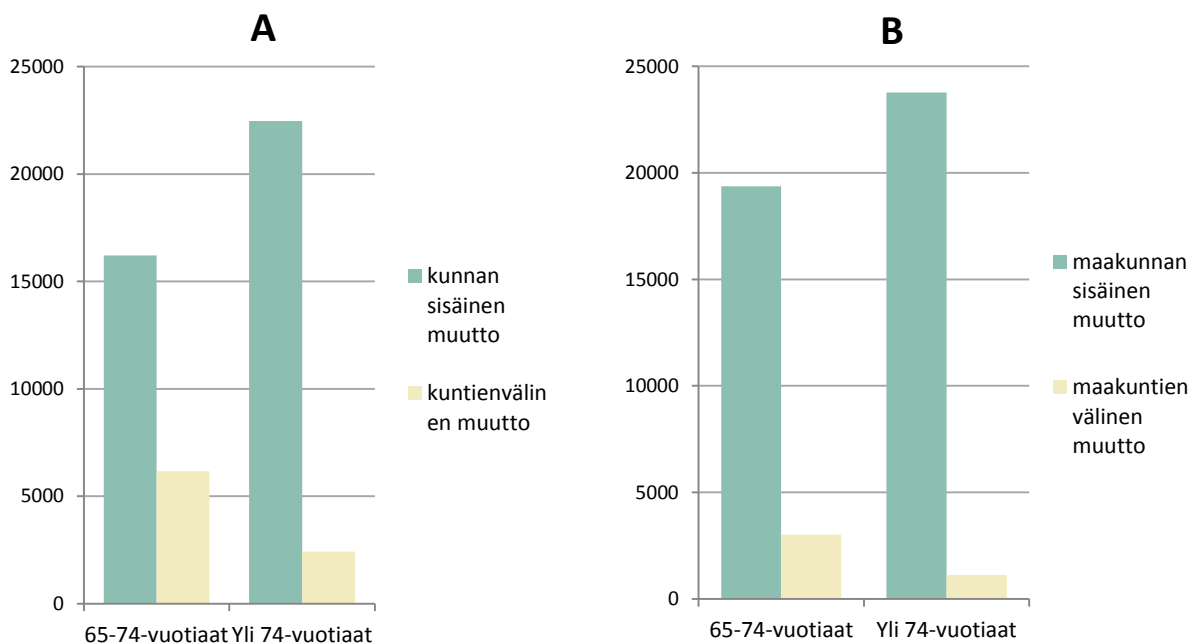 A
25000
20000
15000
10000
5000
0
65-74-vuotiaat Yli 74-vuotiaat
kunnan
sisäinen
muutto
kuntienvälin
en muutto
B
25000
20000
15000
10000
5000
0
65-74-vuotiaat Yli 74-vuotiaat
maakunnan
sisäinen
muutto
maakuntien
välinen
muutto